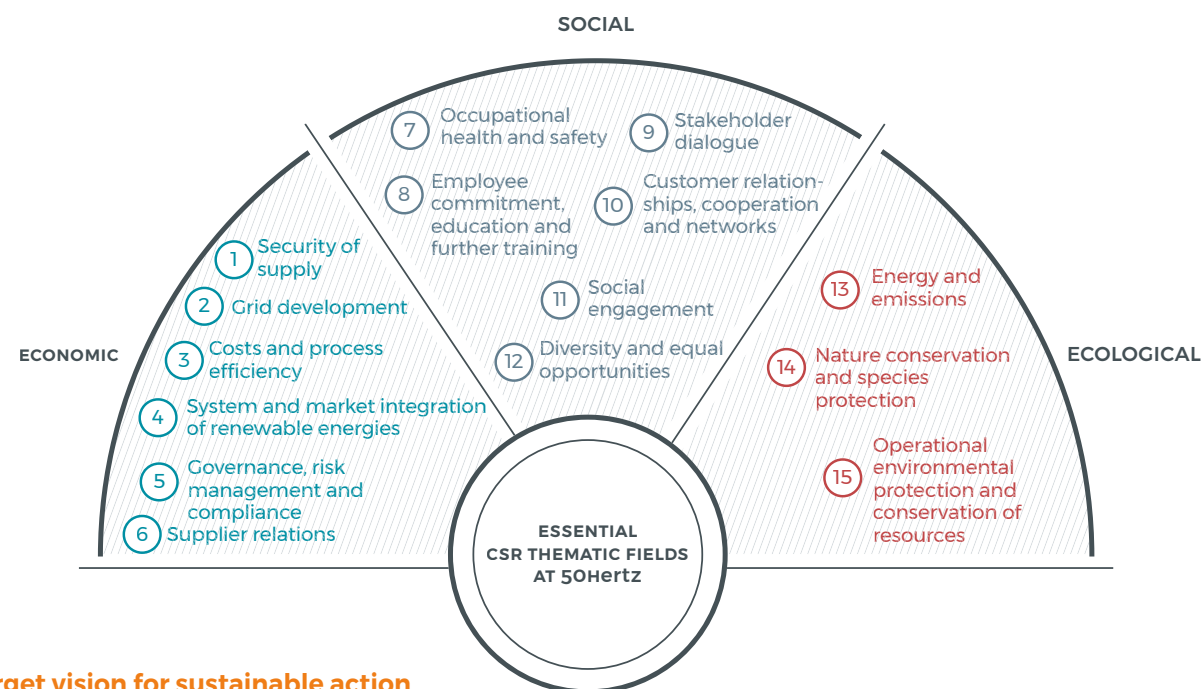 SOCIAL
7
Occupational
health and safety
9
Stakeholder
dialogue
8
Employee
commitment,
education and
further training
10
Customer relation-
ships, cooperation
and networks
11
Social
engagement
12
Diversity and equal
opportunities
ECONOMIC
1
Security of
supply
2
Grid development
3
Costs and process
efficiency
4
System and market integration
of renewable energies
5
Governance, risk
management and
compliance
6
Supplier relations
ECOLOGICAL
13
Energy and
emissions
14
Nature conservation
and species
protection
15
Operational
environmental
protection and
conservation of
resources
ESSENTIAL
CSR THEMATIC FIELDS
AT 50Hertz
vision for sustainable action